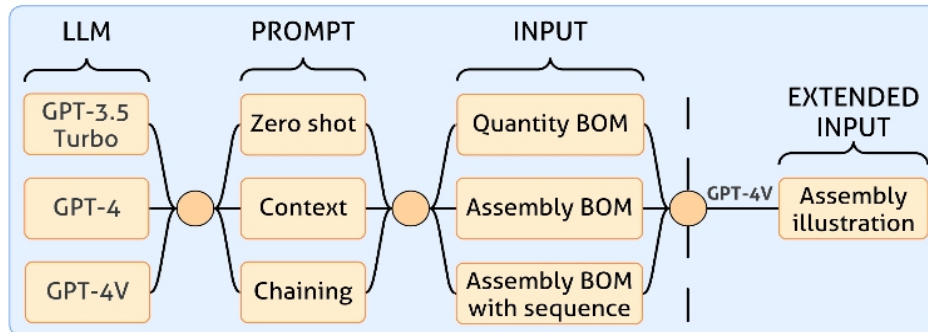 LLM
PROMPT
INPUT
EXTENDED
INPUT
GPT-3.5
Turbo
Zero shot
Quantity BOM
GPT-4
Context
Assembly BOM
GPT-4V
Assembly
illustration
GPT-4V
Chaining
Assembly BOM
with sequence